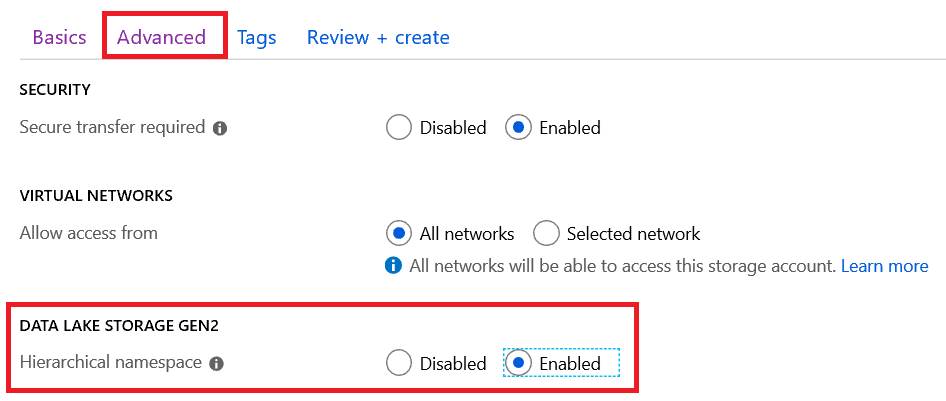 Basics Advanced Tags Review + create
SECURITY
Secure transfer required Disabled Enabled
VIRTUAL NETWORKS
Allow access from All networks Selected network
All networks will be able to access this storage account. Learn more
DATA LAKE STORAGE GEN2
Hierarchical namespace Disabled Enabled